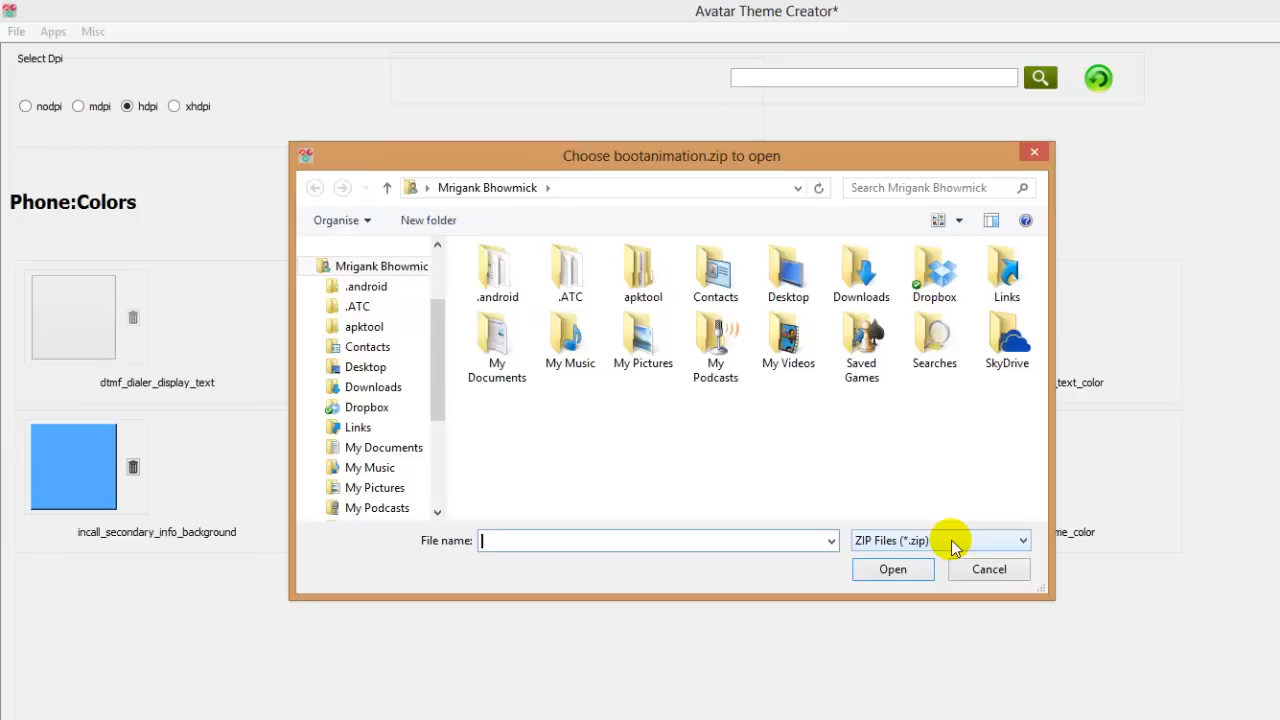 Avatar Theme Creator*
File Apps Misc
Select Dpi
nodpi mdpi hdpi xhdpi
Phone:Colors
dtmf_dialer_display_text
_text_color
incall_secondary_info_background
me_color
Choose bootanimation.zip to open
Mrigank Bhowmick
Search Mrigank Bhowmick
Organise New folder
Mrigank Bhowmic
.android
.ATC
apktool
Contacts
Desktop
Downloads
Dropbox
Links
My Documents
My Music
My Pictures
My Podcasts
.android .ATC apktool Contacts Desktop Downloads Dropbox Links
My Documents My Music My Pictures My Podcasts My Videos Saved Games Searches SkyDrive
File name: ZIP Files (*.zip)
Open Cancel